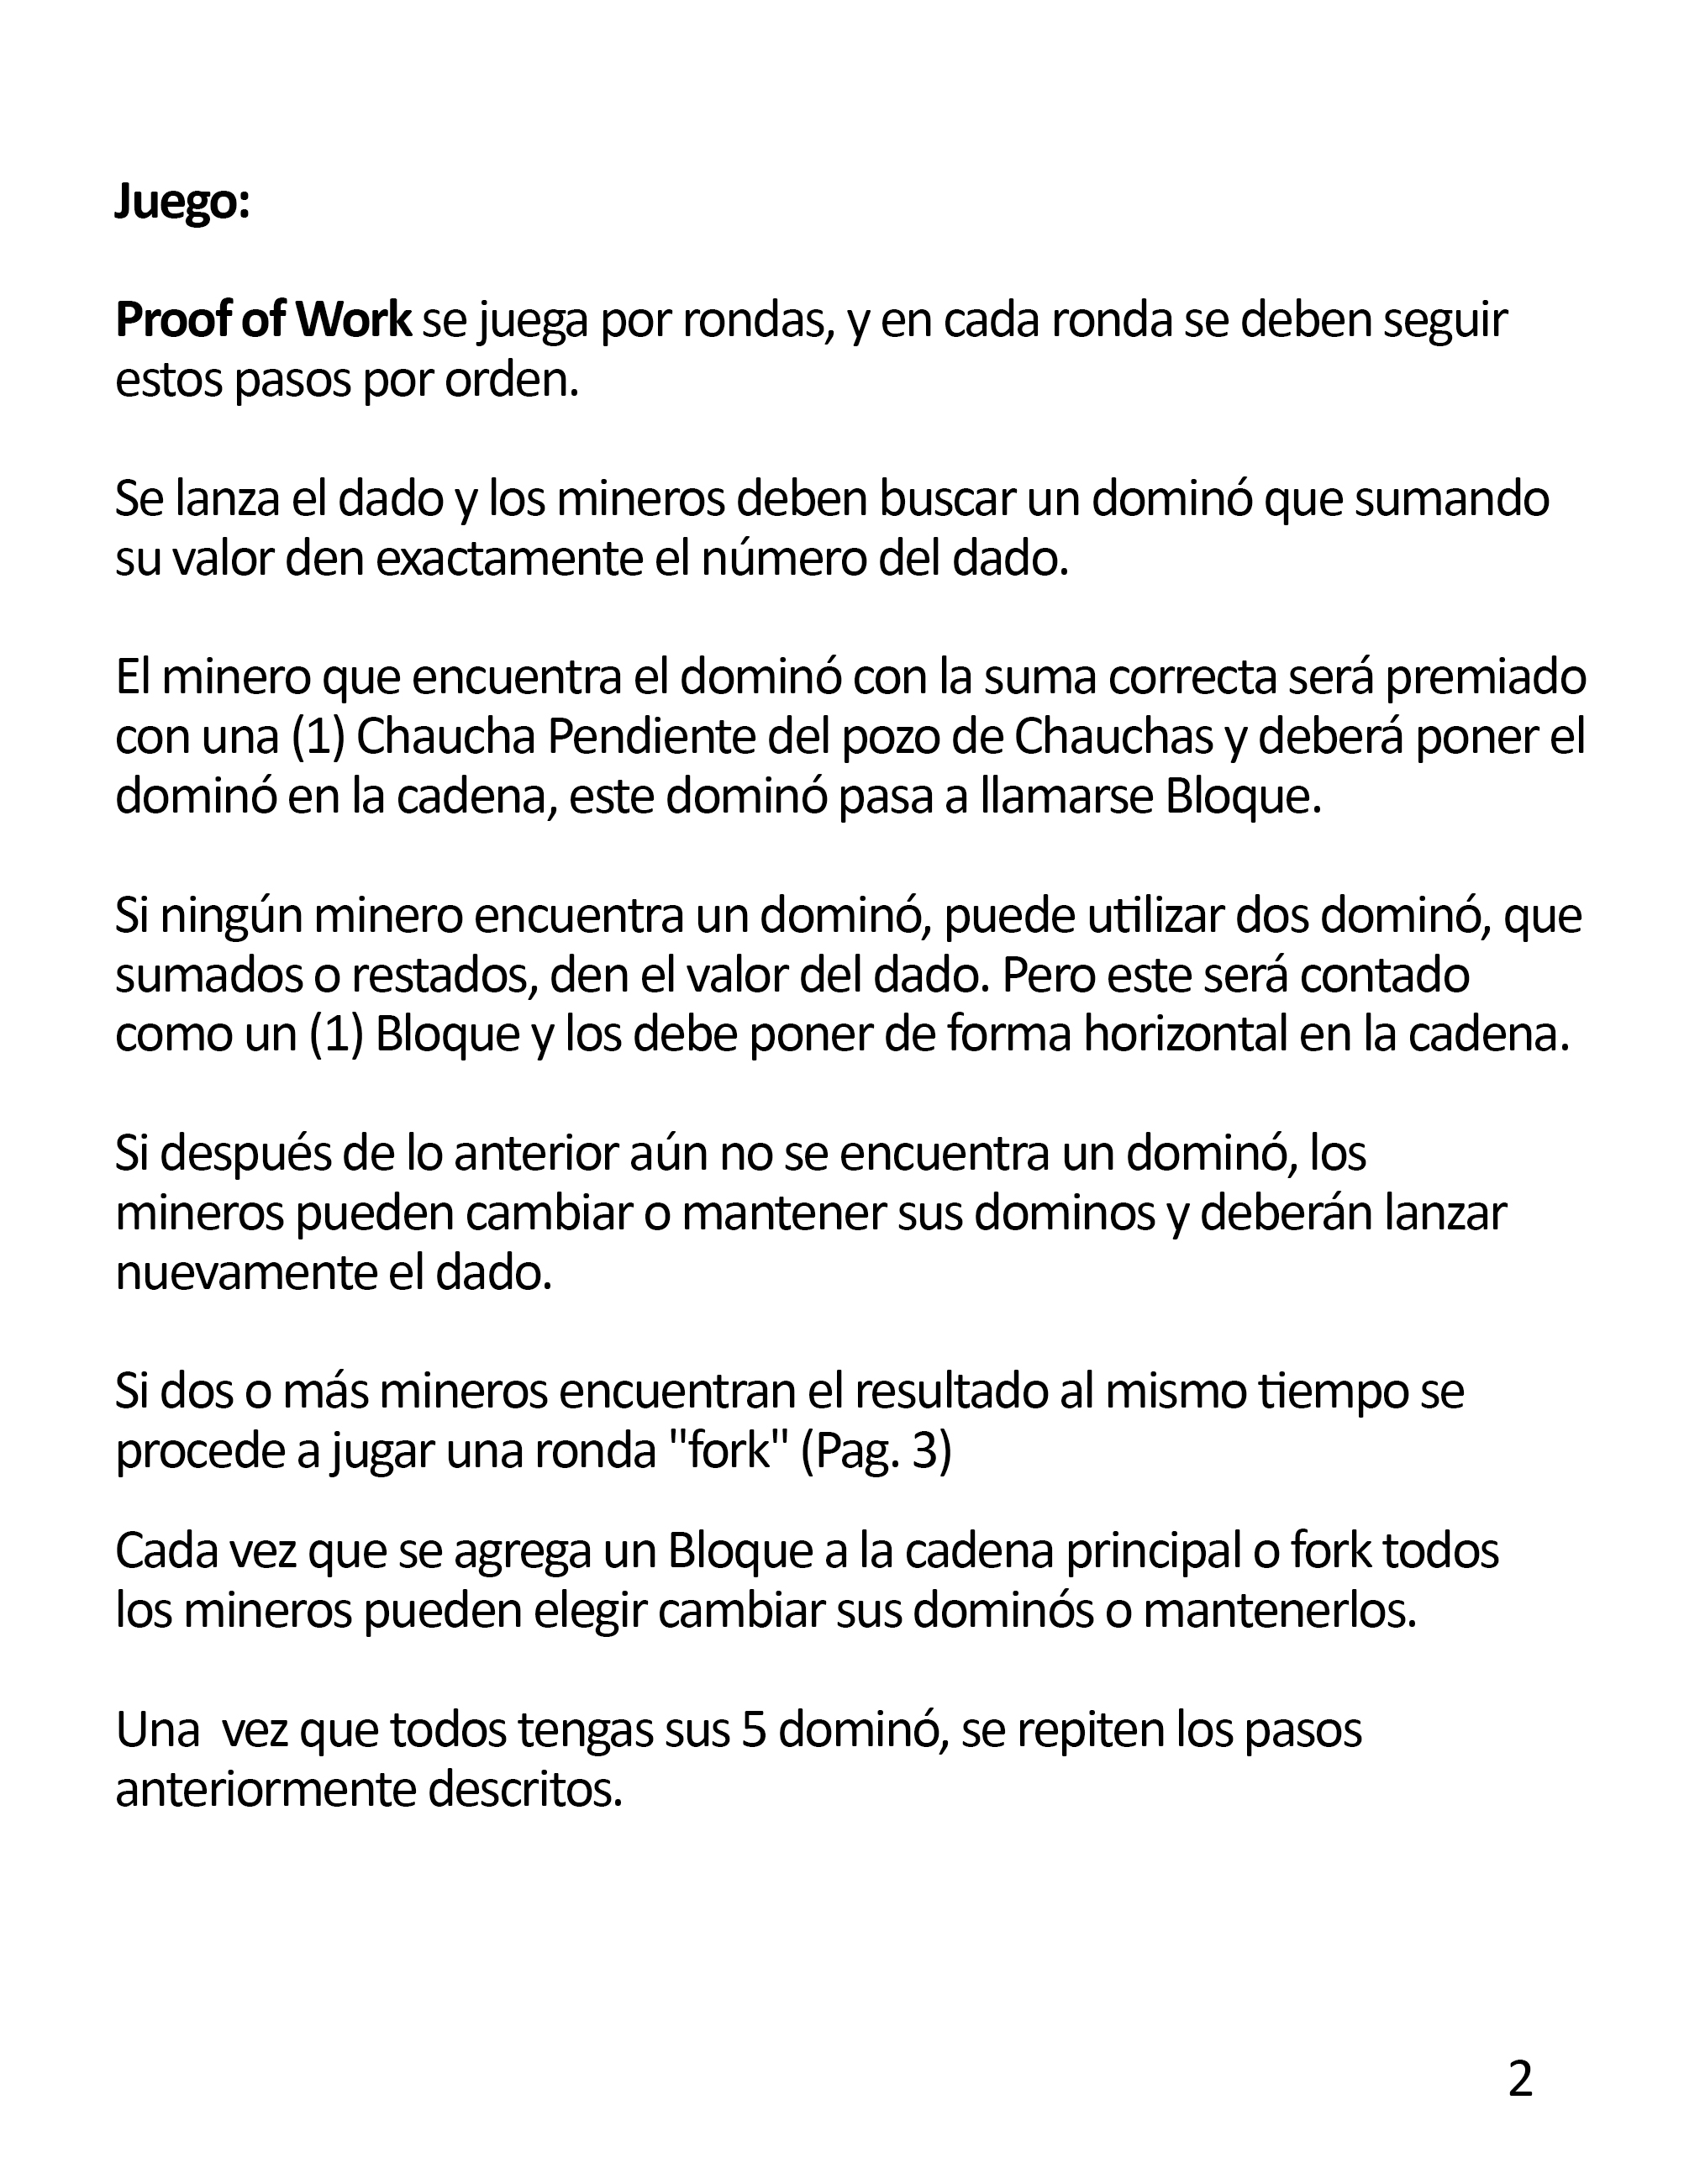 Juego:
Proof of Work se juega por rondas, y en cada ronda se deben seguir
estos pasos por orden.
Se lanza el dado y los mineros deben buscar un dominó que sumando
su valor den exactamente el número del dado.
El minero que encuentra el dominó con la suma correcta será premiado
con una (1) Chaucha Pendiente del pozo de Chauchas y deberá poner el
dominó en la cadena, este dominó pasa a llamarse Bloque.
Si ningún minero encuentra un dominó, puede utilizar dos dominó, que
sumados o restados, den el valor del dado. Pero este será contado
como un (1) Bloque y los debe poner de forma horizontal en la cadena.
Si después de lo anterior aún no se encuentra un dominó, los
mineros pueden cambiar o mantener sus dominos y deberán lanzar
nuevamente el dado.
Si dos o más mineros encuentran el resultado al mismo tiempo se
procede a jugar una ronda "fork" (Pag. 3)
Cada vez que se agrega un Bloque a la cadena principal o fork todos
los mineros pueden elegir cambiar sus dominós o mantenerlos.
Una  vez que todos tengas sus 5 dominó, se repiten los pasos
anteriormente descritos.
2